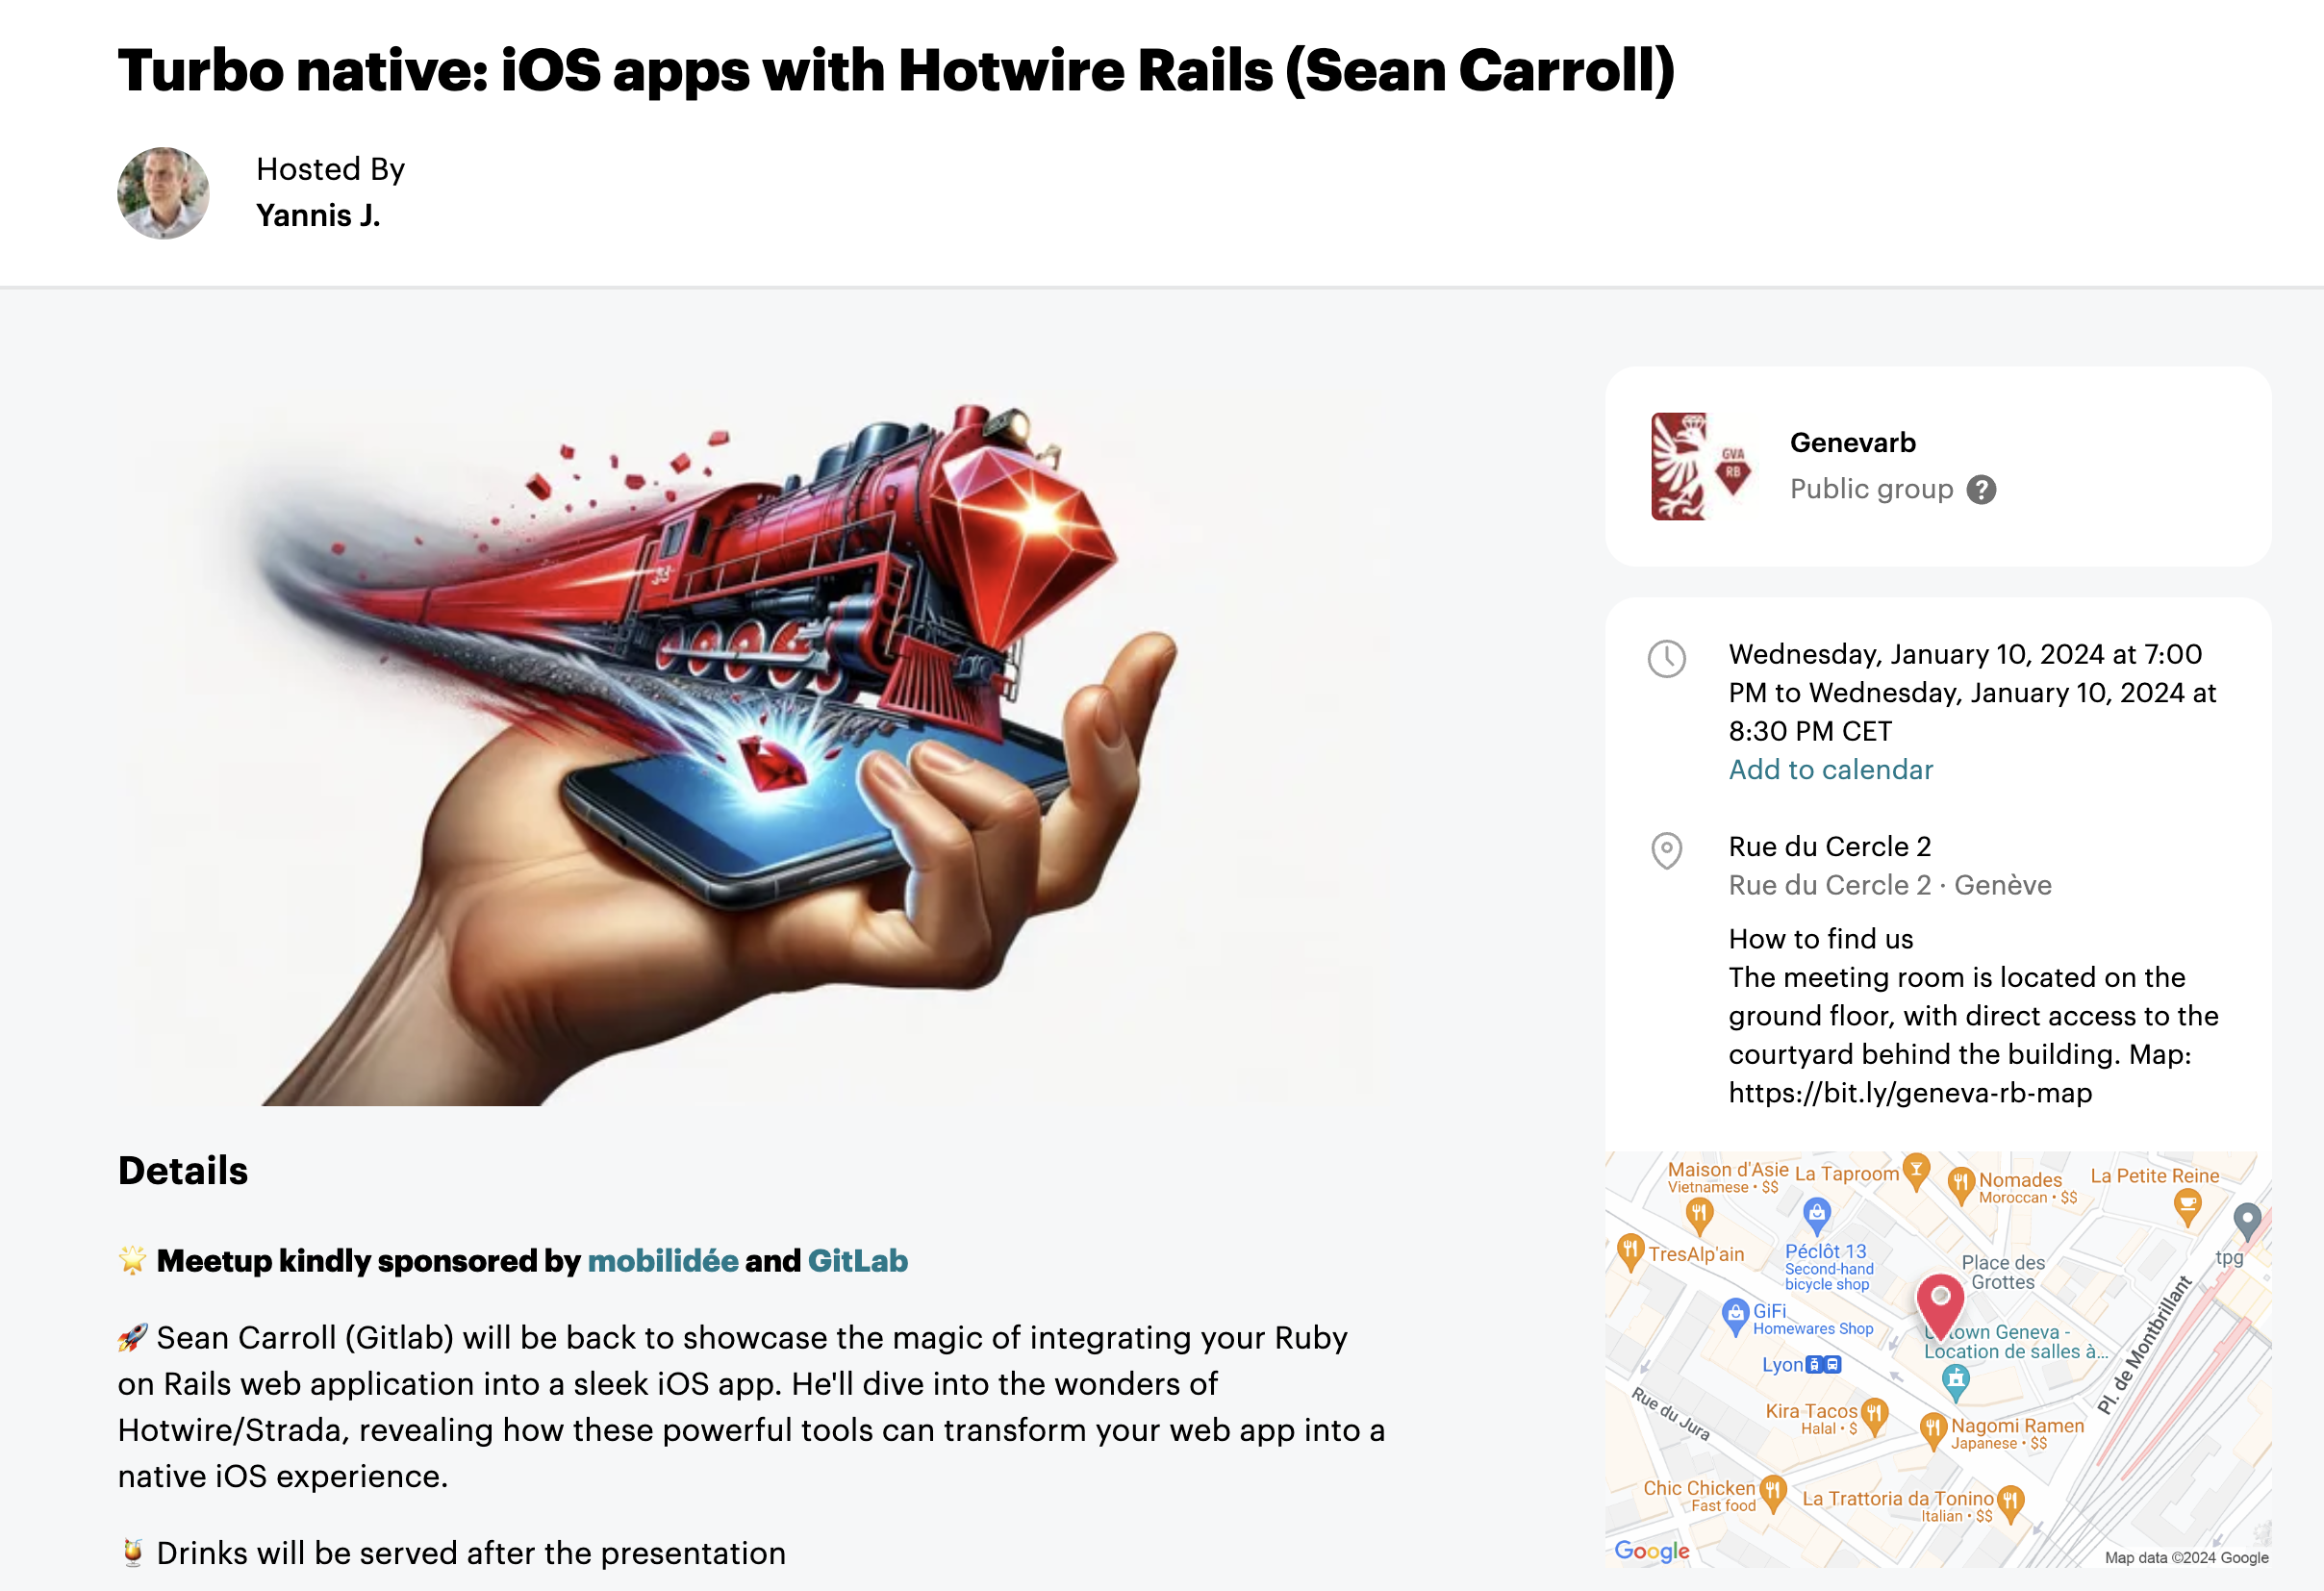 Turbo native: iOS apps with Hotwire Rails (Sean Carroll)
Hosted By
Yannis J.
Genevarb
Public group ?
GVA
RB
Wednesday, January 10, 2024 at 7:00
PM to Wednesday, January 10, 2024 at
8:30 PM CET
Add to calendar
Rue du Cercle 2
Rue du Cercle 2 · Genève
How to find us
The meeting room is located on the
ground floor, with direct access to the
courtyard behind the building. Map:
https://bit.ly/geneva-rb-map
Details
🌟 Meetup kindly sponsored by mobilidée and GitLab
🚀 Sean Carroll (Gitlab) will be back to showcase the magic of integrating your Ruby
on Rails web application into a sleek iOS app. He'll dive into the wonders of
Hotwire/Strada, revealing how these powerful tools can transform your web app into a
native iOS experience.
🍹 Drinks will be served after the presentation
Maison d'Asie
Vietnamese • $$
La Taproom
Nomades
Moroccan • $$
La Petite Reine
TresAlp'ain
Péclôt 13
Second-hand
bicycle shop
Place des
Grottes
tpg
GiFi
Homewares Shop
town Geneva -
Location de salles à...
Lyon
Pl. de Montbrillant
Rue du Jura
Kira Tacos
Halal • $
Nagomi Ramen
Japanese • $$
Chic Chicken
Fast food
La Trattoria da Tonino
Italian • $$
Google
Map data ©2024 Google